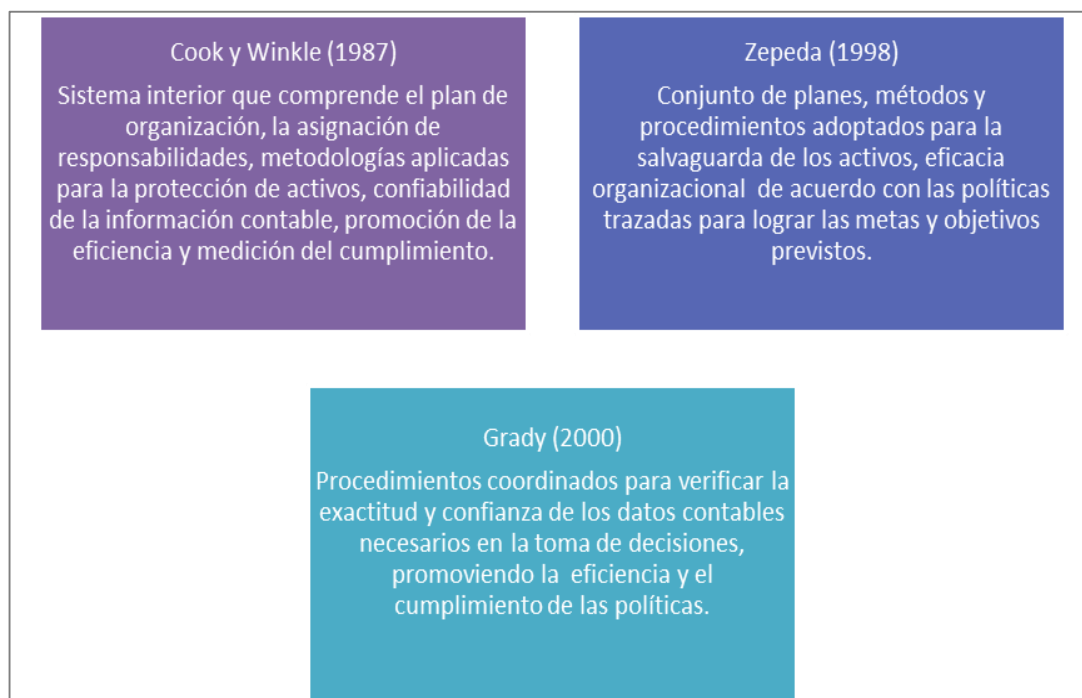 Cook y Winkle (1987)
Sistema interior que comprende el plan de
organización, la asignación de
responsabilidades, metodologías aplicadas
para la protección de activos, confiabilidad
de la información contable, promoción de la
eficiencia y medición del cumplimiento.
Zepeda (1998)
Conjunto de planes, métodos y
procedimientos adoptados para la
salvaguarda de los activos, eficacia
organizacional de acuerdo con las políticas
trazadas para lograr las metas y objetivos
previstos.
Grady (2000)
Procedimientos coordinados para verificar la
exactitud y confianza de los datos contables
necesarios en la toma de decisiones,
promoviendo la eficiencia y el
cumplimiento de las políticas.